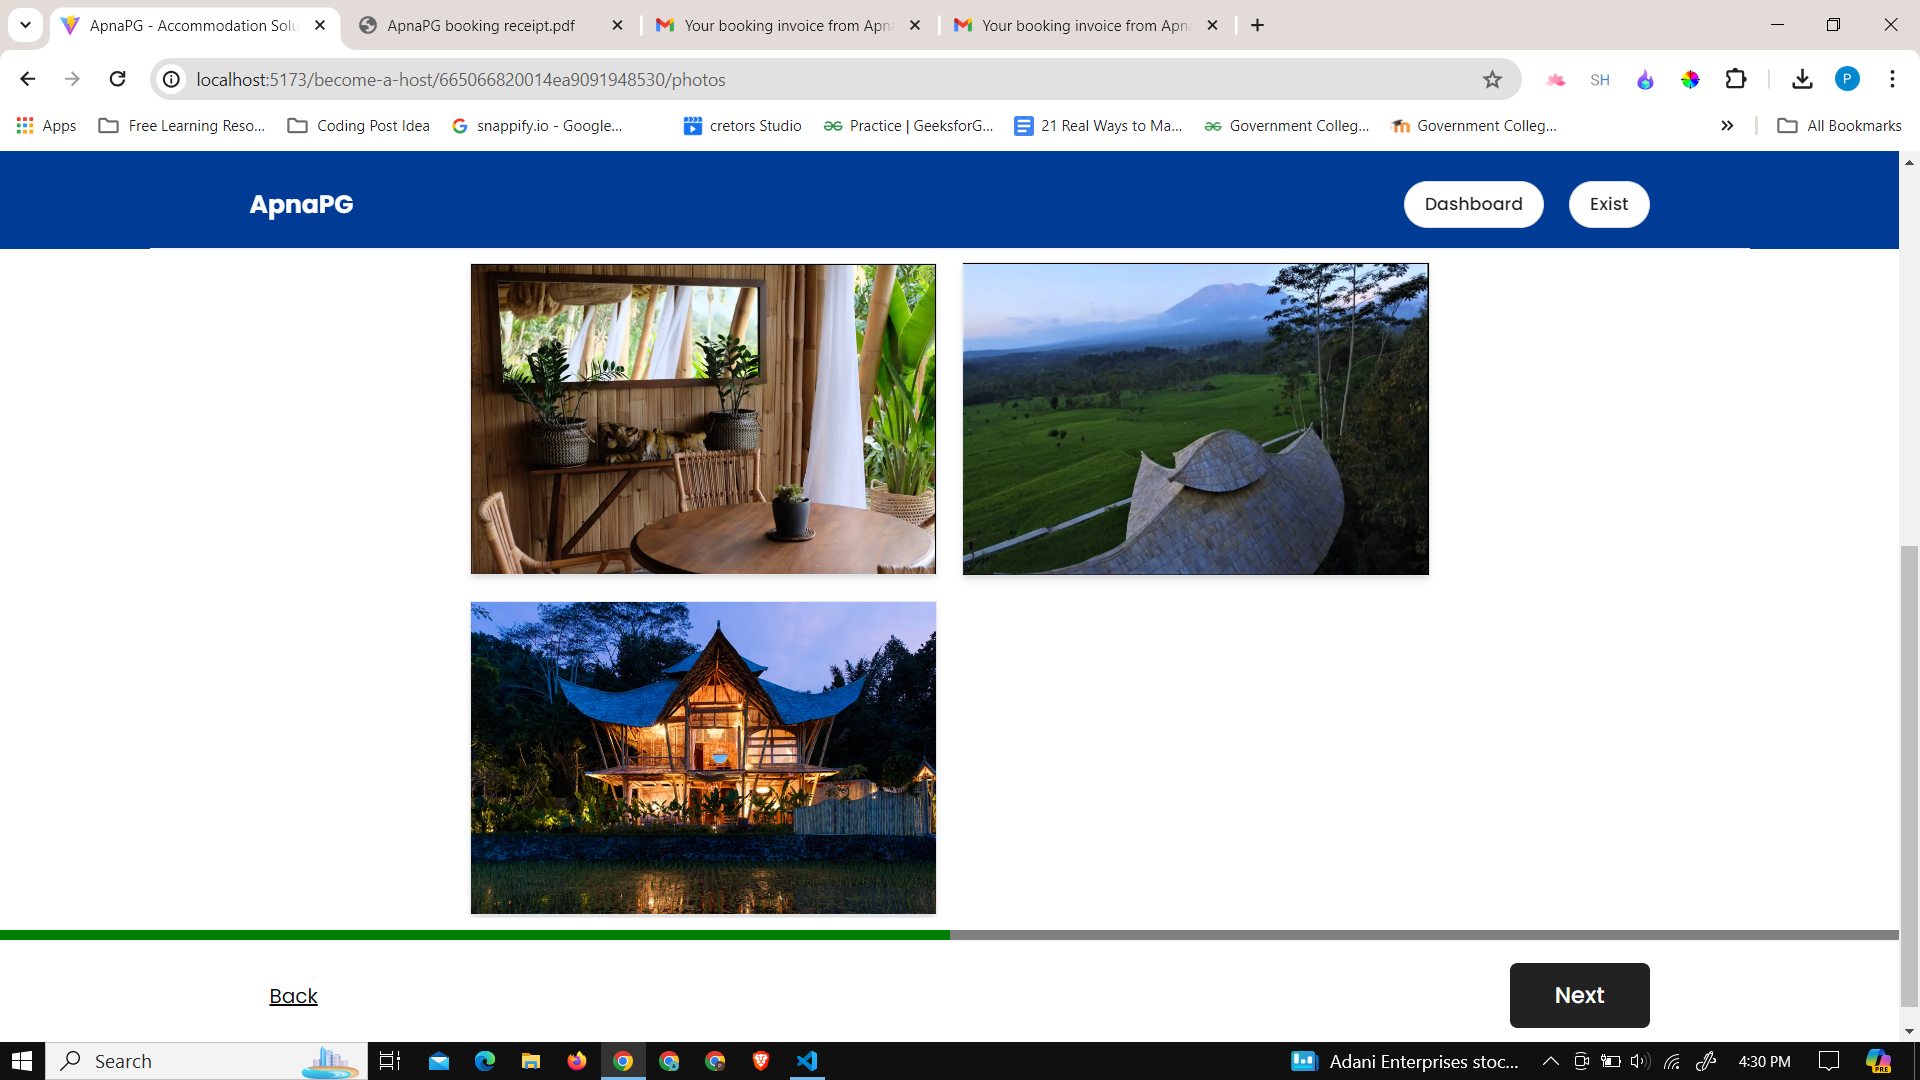 ApnaPG - Accommodation Solu
ApnaPG booking receipt.pdf
Your booking invoice from Apn
Your booking invoice from Apn
localhost:5173/become-a-host/665066820014ea9091948530/photos
SH
P
Apps
Free Learning Reso...
Coding Post Idea
snappify.io - Google...
cretors Studio
Practice | GeeksforG...
21 Real Ways to Ma...
Government Colleg...
Government Colleg...
All Bookmarks
ApnaPG
Dashboard
Exist
Back
Next
Search
Adani Enterprises stoc...
4:30 PM
PRE